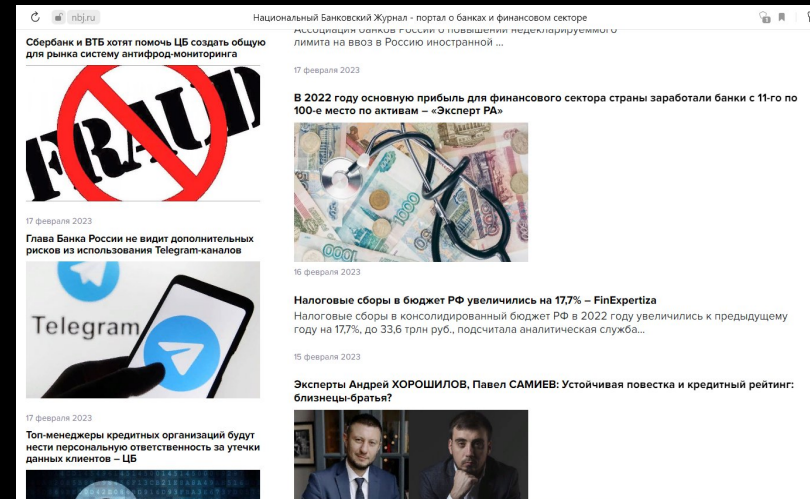 nbj.ru
Национальный Банковский Журнал - портал о банках и финансовом секторе
Сбербанк и ВТБ хотят помочь ЦБ создать общую
для рынка систему антифрод-мониторинга
FRAUD
17 февраля 2023
Глава Банка России не видит дополнительных
рисков из использования Telegram-каналов
Telegram
17 февраля 2023
Топ-менеджеры кредитных организаций будут
нести персональную ответственность за утечки
данных клиентов – ЦБ
Ассоциация банков России о повышении недекларируемого
лимита на ввоз в Россию иностранной ...
17 февраля 2023
В 2022 году основную прибыль для финансового сектора страны заработали банки с 11-го по
100-е место по активам – «Эксперт РА»
1000
16 февраля 2023
Налоговые сборы в бюджет РФ увеличились на 17,7% – FinExpertiza
Налоговые сборы в консолидированный бюджет РФ в 2022 году увеличились к предыдущему
году на 17,7%, до 33,6 трлн руб., подсчитала аналитическая служба...
15 февраля 2023
Эксперты Андрей ХОРОШИЛОВ, Павел САМИЕВ: Устойчивая повестка и кредитный рейтинг:
близнецы-братья?